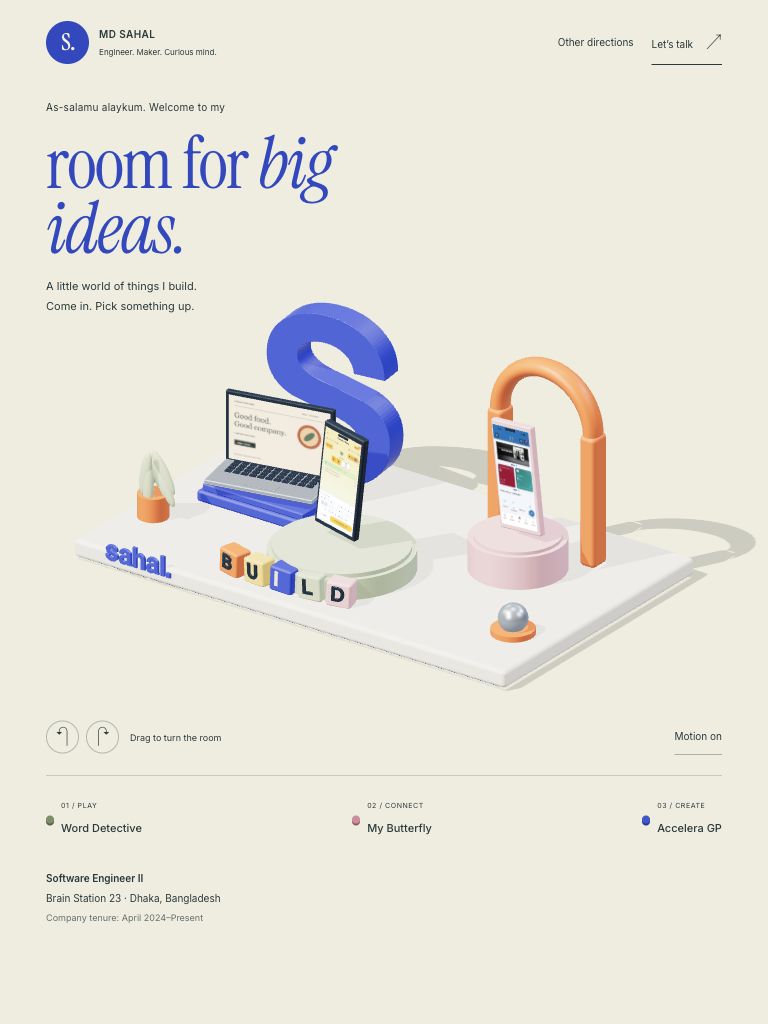 S.
MD SAHAL
Engineer. Maker. Curious mind.
Other directions
Let's talk
As-salamu alaykum. Welcome to my
room for big
ideas.
A little world of things I build.
Come in. Pick something up.
S
Good food.
Good company.
sahal.
BUILD
Drag to turn the room
Motion on
01 / PLAY
Word Detective
02 / CONNECT
My Butterfly
03 / CREATE
Accelera GP
Software Engineer II
Brain Station 23 · Dhaka, Bangladesh
Company tenure: April 2024–Present